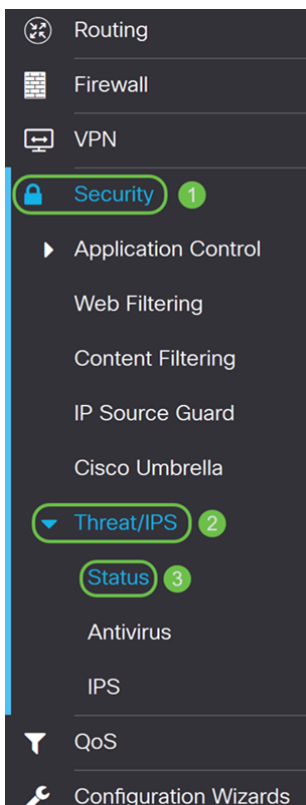 Routing
Firewall
VPN
Security 1
Application Control
Web Filtering
Content Filtering
IP Source Guard
Cisco Umbrella
Threat/IPS 2
Status 3
Antivirus
IPS
QoS
Configuration Wizards